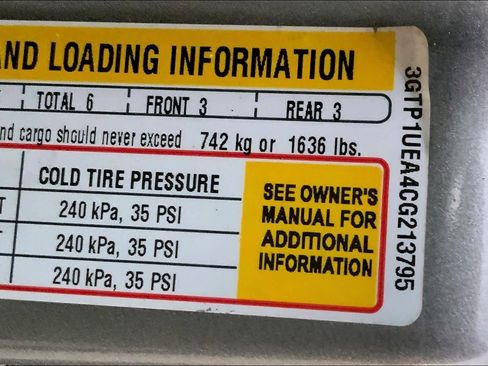 AND LOADING INFORMATION
TOTAL 6 FRONT 3 REAR 3
and cargo should never exceed 742 kg or 1636 lbs.
COLD TIRE PRESSURE
240 kPa, 35 PSI
240 kPa, 35 PSI
240 kPa, 35 PSI
SEE OWNER'S
MANUAL FOR
ADDITIONAL
INFORMATION
3GTP1UEA4CG213795